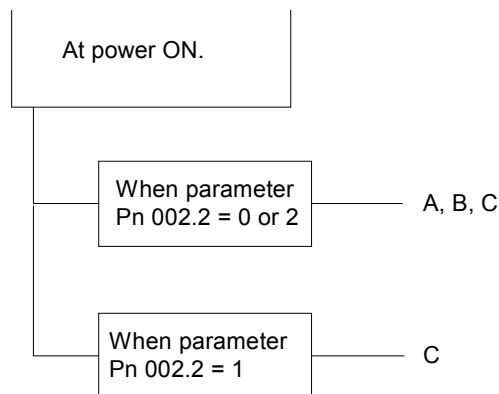 At power ON.
When parameter
Pn 002.2 = 0 or 2
A, B, C
When parameter
Pn 002.2 = 1
C